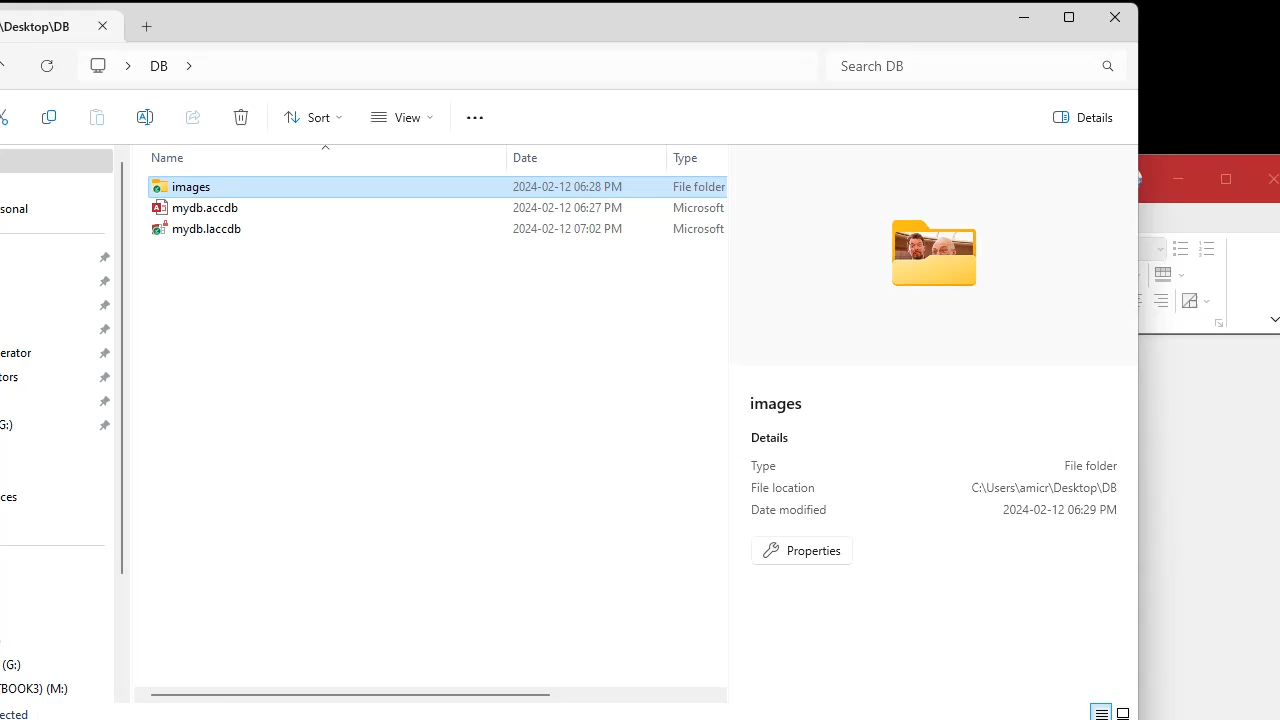 \Desktop\DB
DB
Search DB
Sort
View
Details
Name
Date
Type
images
2024-02-12 06:28 PM
File folder
mydb.accdb
2024-02-12 06:27 PM
Microsoft
mydb.laccdb
2024-02-12 07:02 PM
Microsoft
sonal
erator
tors
G:)
ces
(G:)
TBOOK3) (M:)
ected
images
Details
Type
File folder
File location
C:\Users\amicr\Desktop\DB
Date modified
2024-02-12 06:29 PM
Properties